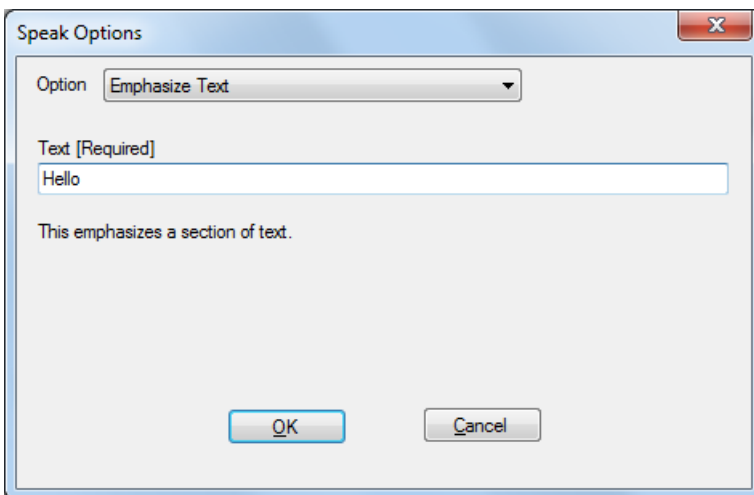 Speak Options
Option Emphasize Text
Text [Required]
Hello
This emphasizes a section of text.
OK Cancel